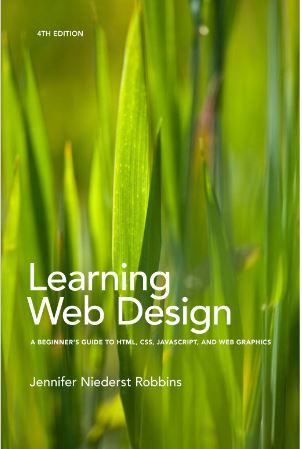 4TH EDITION
Learning
Web Design
A BEGINNER'S GUIDE TO HTML, CSS, JAVASCRIPT, AND WEB GRAPHICS
Jennifer Niederst Robbins